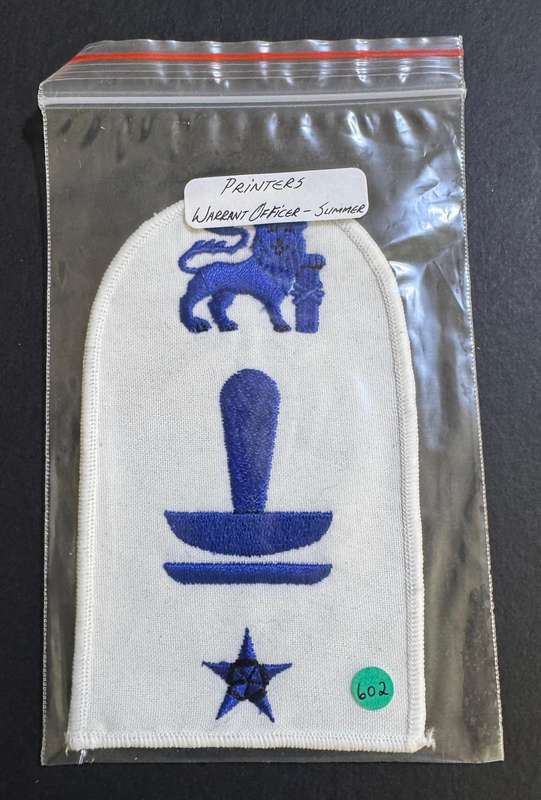 PRINTERS
WARRANT OFFICER - SUMMER
602